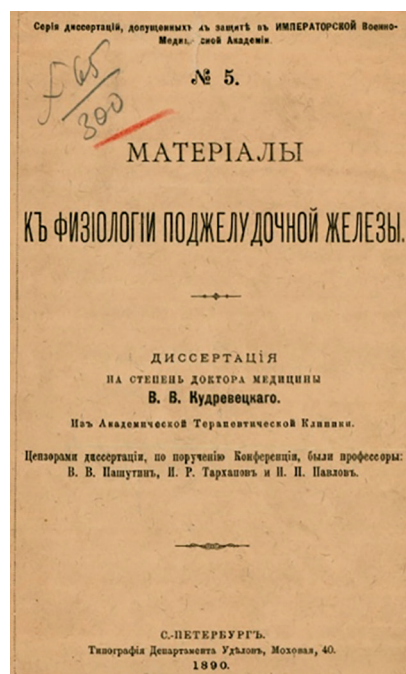 Серія диссертацій, допущенныхъ къ защитѣ въ ИМПЕРАТОРСКОЙ Военно-
Медицинской Академіи.
№ 5.
65
300
МАТЕРІАЛЫ
КЪ ФИЗІОЛОГІИ ПОДЖЕЛУДОЧНОЙ ЖЕЛЕЗЫ.
ДИССЕРТАЦІЯ
НА СТЕПЕНЬ ДОКТОРА МЕДИЦИНЫ
В. В. Кудревецкаго.
Изъ Академической Терапевтической Клиники.
Цензорами диссертаціи, по порученію Конференціи, были профессоры:
В. В. Пашутинъ, И. Р. Тархановъ и И. П. Павловъ.
С.-ПЕТЕРБУРГЪ.
Типографія Департамента Удѣловъ, Моховая, 40.
1890.